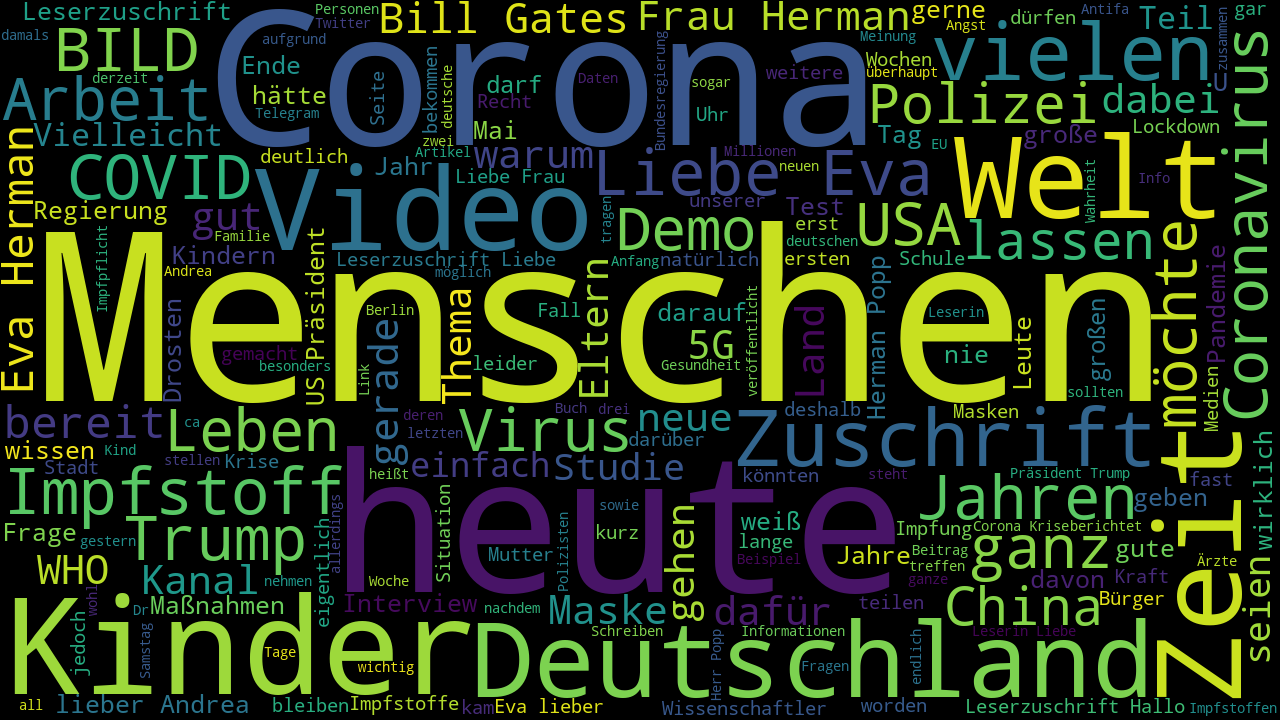 Leserzuschrift
Personen
Twitter
Bill Gates
Frau Herman
gerne
Angst
dürfen
Antifa
Teil
gar
damals
BILD
aufgrund
Corona
Meinung
vielen
zusammen
derzeit
Ende
Seite
bekommen
deutsche
darf
Daten
sogar
Bundesregierung
weitere
Wochen
überhaupt
Arbeit
hätte
Telegram
Recht
Uhr
Polizei
dabei
U
Coronavirus
Vielleicht
zwei
Mai
Tag
EU
große
Lockdown
Eva Herman
COVID
deutlich
Artikel
Jahr
warum
Liebe Frau
Millionen
neuen
Liebe
Eva
Welt
Wahrheit
Info
Regierung
gut
Familie
Video
tragen
unserer
Test
erst
USA
Impfpflicht
Kindern
Andrea
US Präsident
Leserzuschrift Liebe
möglich
Demo
Anfang
natürlich
deutschen
ersten
Schule
lassen
möchte
Pandemie
Menschen
Drosten
Berlin
gemacht
besonders
Link
gerade
Thema
leider
Fall
Eltern
darauf
5G
Gesundheit
veröffentlicht
Land
Herman Popp
Leserin
nie
Leute
großen
sollten
Medien
bereit
ca
Leben
deren
letzten
Buch
drei
Virus
neue
darüber
deshalb
Zuschrift
Masken
Zeit
wirklich
wissen
Kind
Stadt
stellen
Krise
heißt
einfach
Studie
könnten
steht
Präsident Trump
fast
Impfstoff
heute
sowie
Jahren
geben
Frage
gestern
Trump
eigentlich
allerdings
Situation
Polizisten
kurz
gehen
weiß
lange
Impfung
Corona Krise
berichtet
ganz
gute
Ärzte
WHO
Kanal
nehmen
Woche
Mutter
Beispiel
Jahre
Beitrag
treffen
ganze
davon
Kraft
wohl
Dr
Maßnahmen
Interview
nachdem
Maske
dafür
teilen
China
Bürger
seien
Kinder
jedoch
Samstag
Tage
wichtig
Deutschland
Schreiben
Herr Popp
Informationen
Fragen
endlich
Leserin Liebe
all
lieber Andrea
bleiben
Impfstoffe
kam
Eva lieber
Wissenschaftler
worden
Leserzuschrift Hallo
Impfstoffen